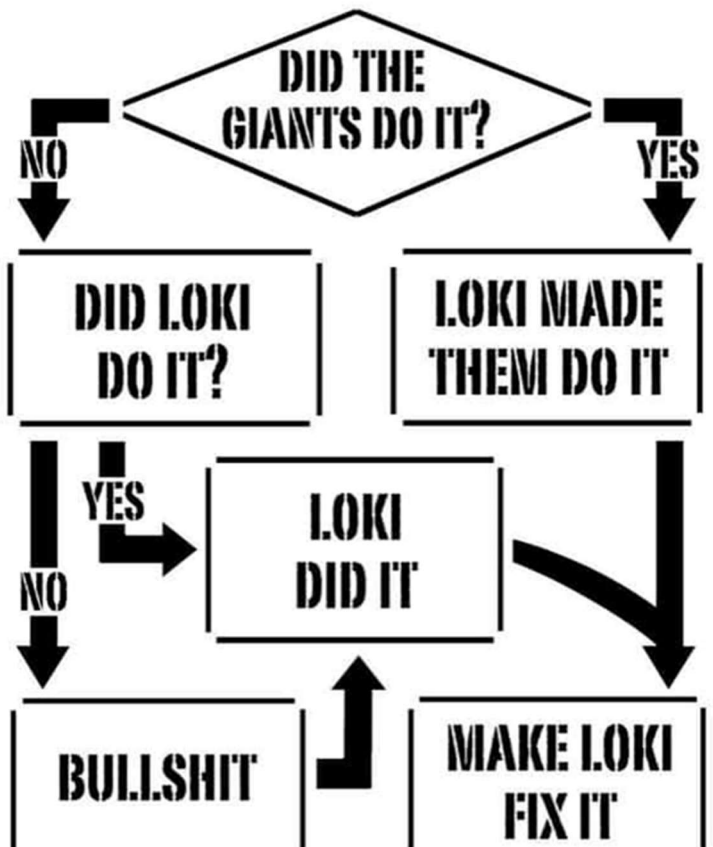 DID THE
GIANTS DO IT?
NO
YES
DID LOKI
DO IT?
LOKI MADE
THEM DO IT
YES
LOKI
DID IT
NO
BULLSHIT
MAKE LOKI
FIX IT